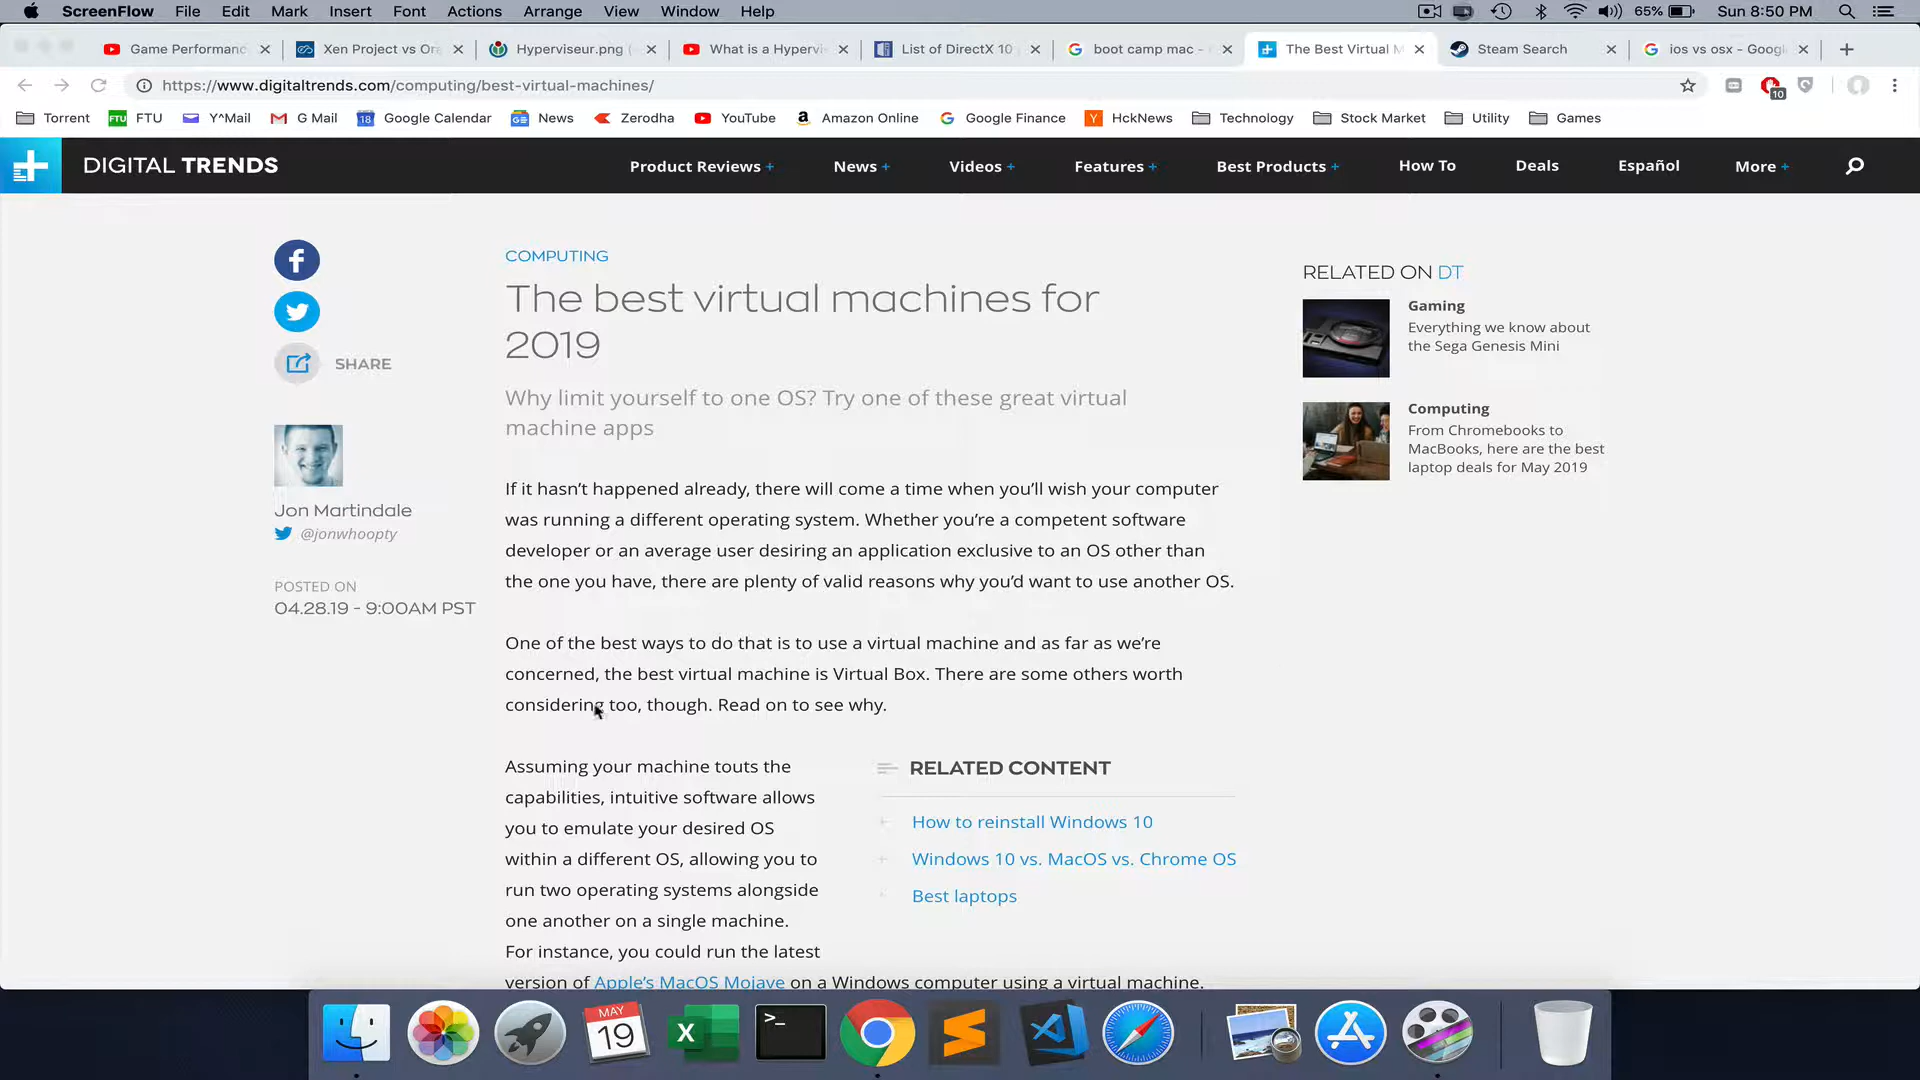 ScreenFlow File Edit Mark Insert Font Actions Arrange View Window Help 65% Sun 8:50 PM
Game Performanc Xen Project vs Or Hyperviseur.png ( What is a Hypervi List of DirectX 10 boot camp mac - The Best Virtual M Steam Search ios vs osx - Googl
https://www.digitaltrends.com/computing/best-virtual-machines/ 10
Torrent FTU FTU Y^Mail G Mail 18 Google Calendar News Zerodha YouTube a Amazon Online Google Finance Y HckNews Technology Stock Market Utility Games
DIGITAL TRENDS Product Reviews + News + Videos + Features + Best Products + How To Deals Español More +
SHARE
Jon Martindale
@jonwhoopty
POSTED ON
04.28.19 - 9:00AM PST
COMPUTING
The best virtual machines for
2019
Why limit yourself to one OS? Try one of these great virtual
machine apps
If it hasn't happened already, there will come a time when you'll wish your computer
was running a different operating system. Whether you're a competent software
developer or an average user desiring an application exclusive to an OS other than
the one you have, there are plenty of valid reasons why you'd want to use another OS.
One of the best ways to do that is to use a virtual machine and as far as we're
concerned, the best virtual machine is Virtual Box. There are some others worth
considering too, though. Read on to see why.
Assuming your machine touts the
capabilities, intuitive software allows
you to emulate your desired OS
within a different OS, allowing you to
run two operating systems alongside
one another on a single machine.
For instance, you could run the latest
version of Apple's MacOS Mojave on a Windows computer using a virtual machine.
RELATED CONTENT
How to reinstall Windows 10
Windows 10 vs. MacOS vs. Chrome OS
Best laptops
RELATED ON DT
Gaming
Everything we know about
the Sega Genesis Mini
Computing
From Chromebooks to
MacBooks, here are the best
laptop deals for May 2019
MAY
19
X
>_